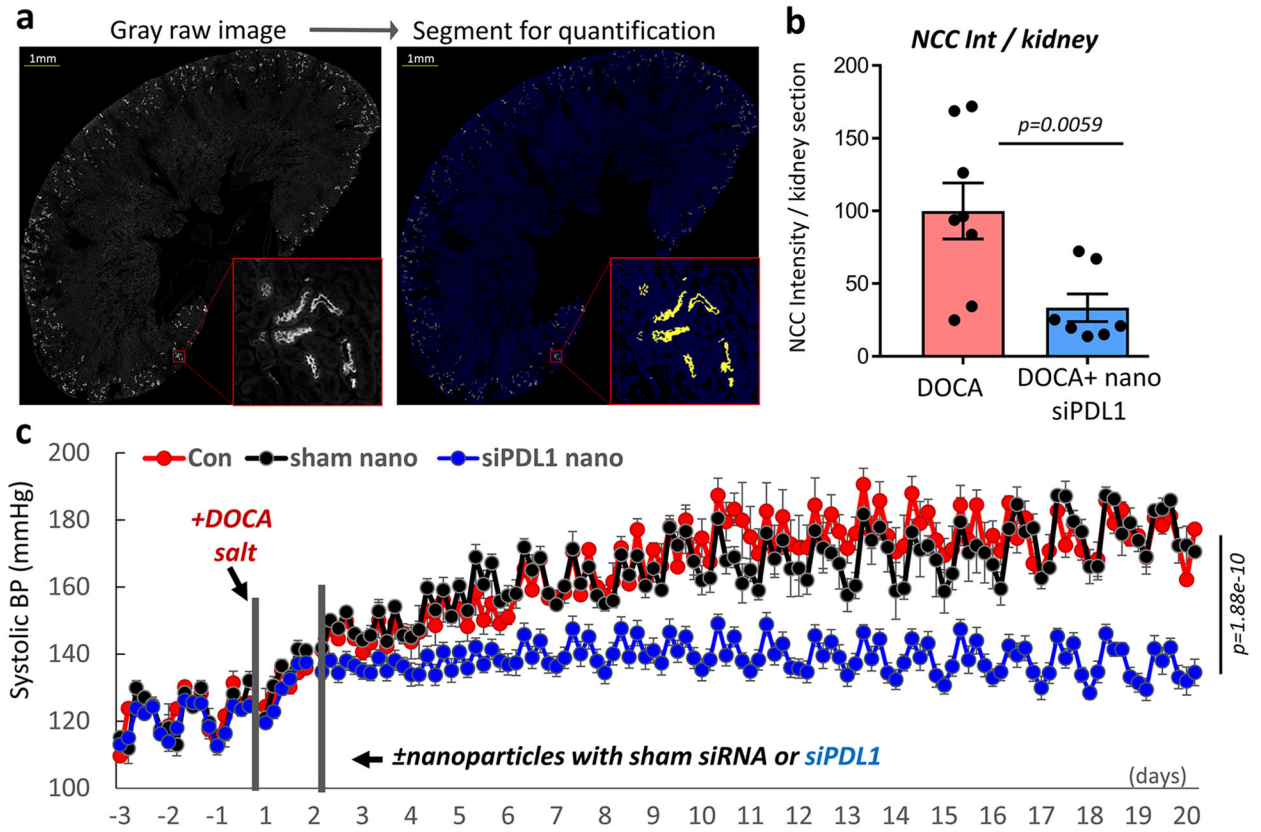 a
Gray raw image
Segment for quantification
1mm
1mm
b
NCC Int / kidney
NCC Intensity / kidney section
200
150
100
50
0
p=0.0059
DOCA
DOCA+ nano
siPDL1
c
Systolic BP (mmHg)
200
180
160
140
120
100
Con
sham nano
siPDL1 nano
+DOCA
salt
±nanoparticles with sham siRNA or siPDL1
p=1.88e-10
(days)
-3 -2 -1 1 2 3 4 5 6 7 8 9 10 11 12 13 14 15 16 17 18 19 20